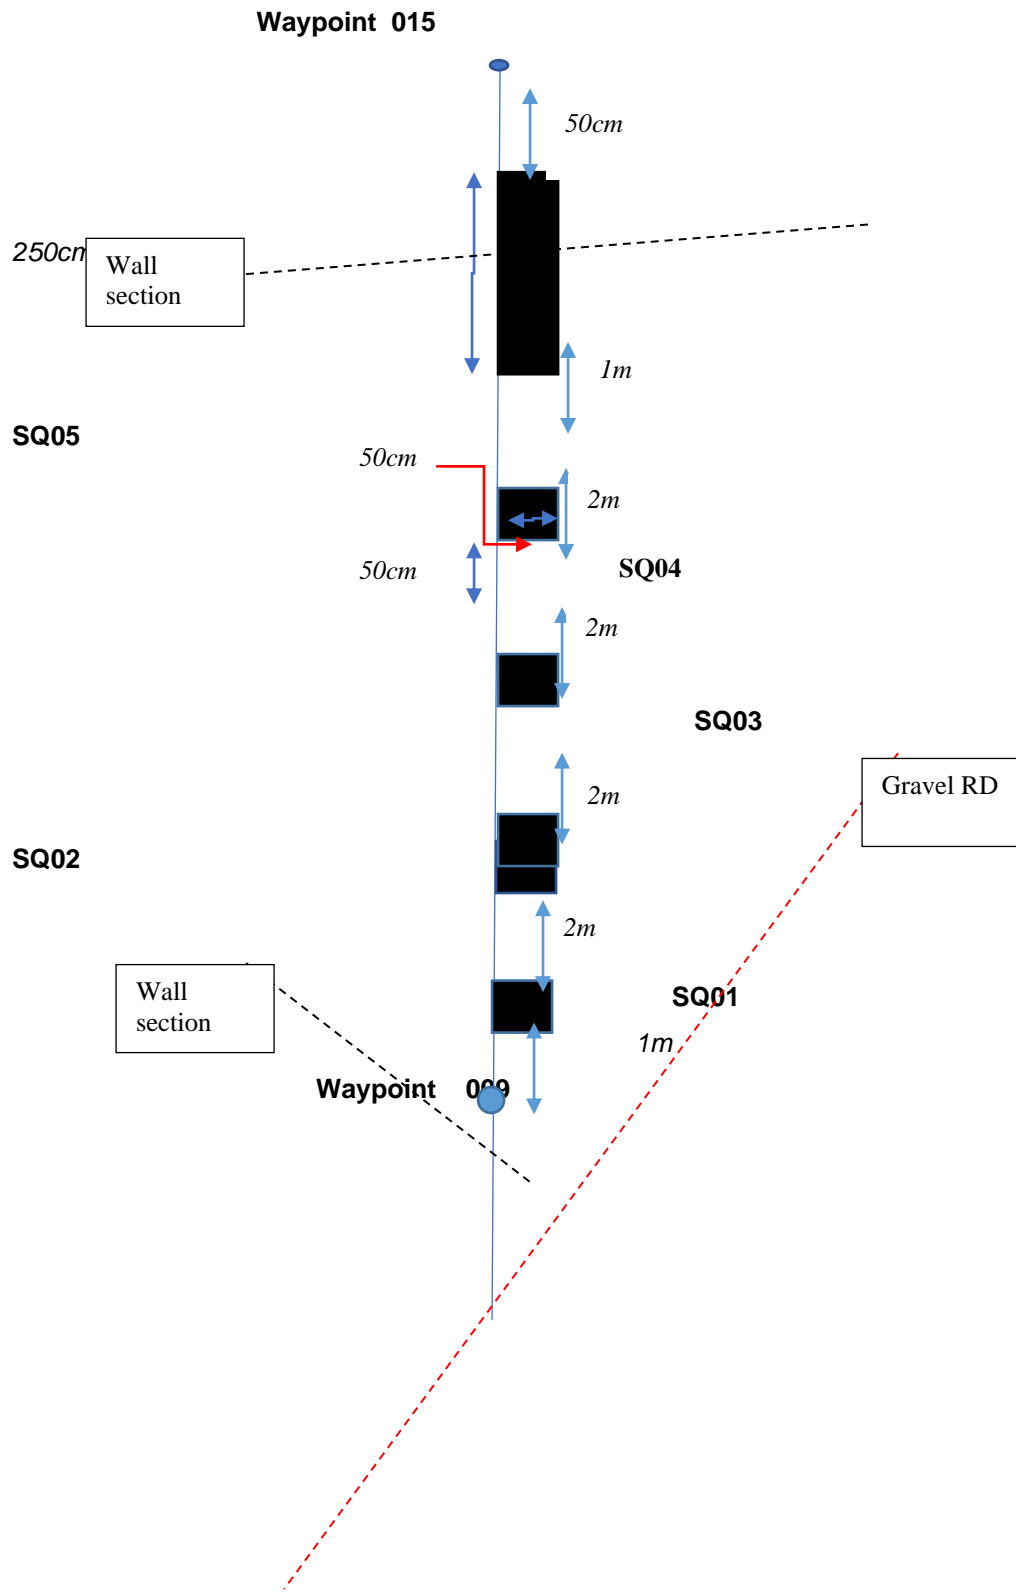 Waypoint  015
50cm
250cm
Wall
section
1m
SQ05
50cm
2m
50cm
SQ04
2m
SQ03
2m
Gravel RD
SQ02
2m
Wall
section
SQ01
1m
Waypoint    009